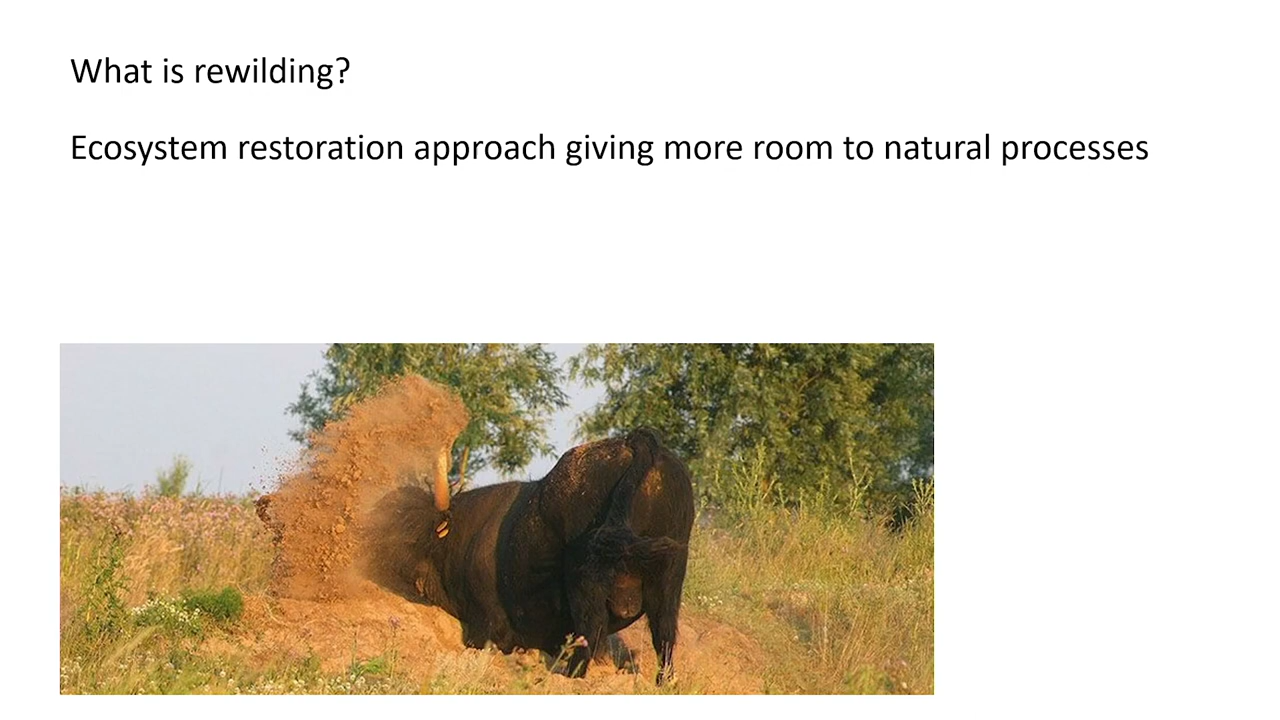 What is rewilding?
Ecosystem restoration approach giving more room to natural processes